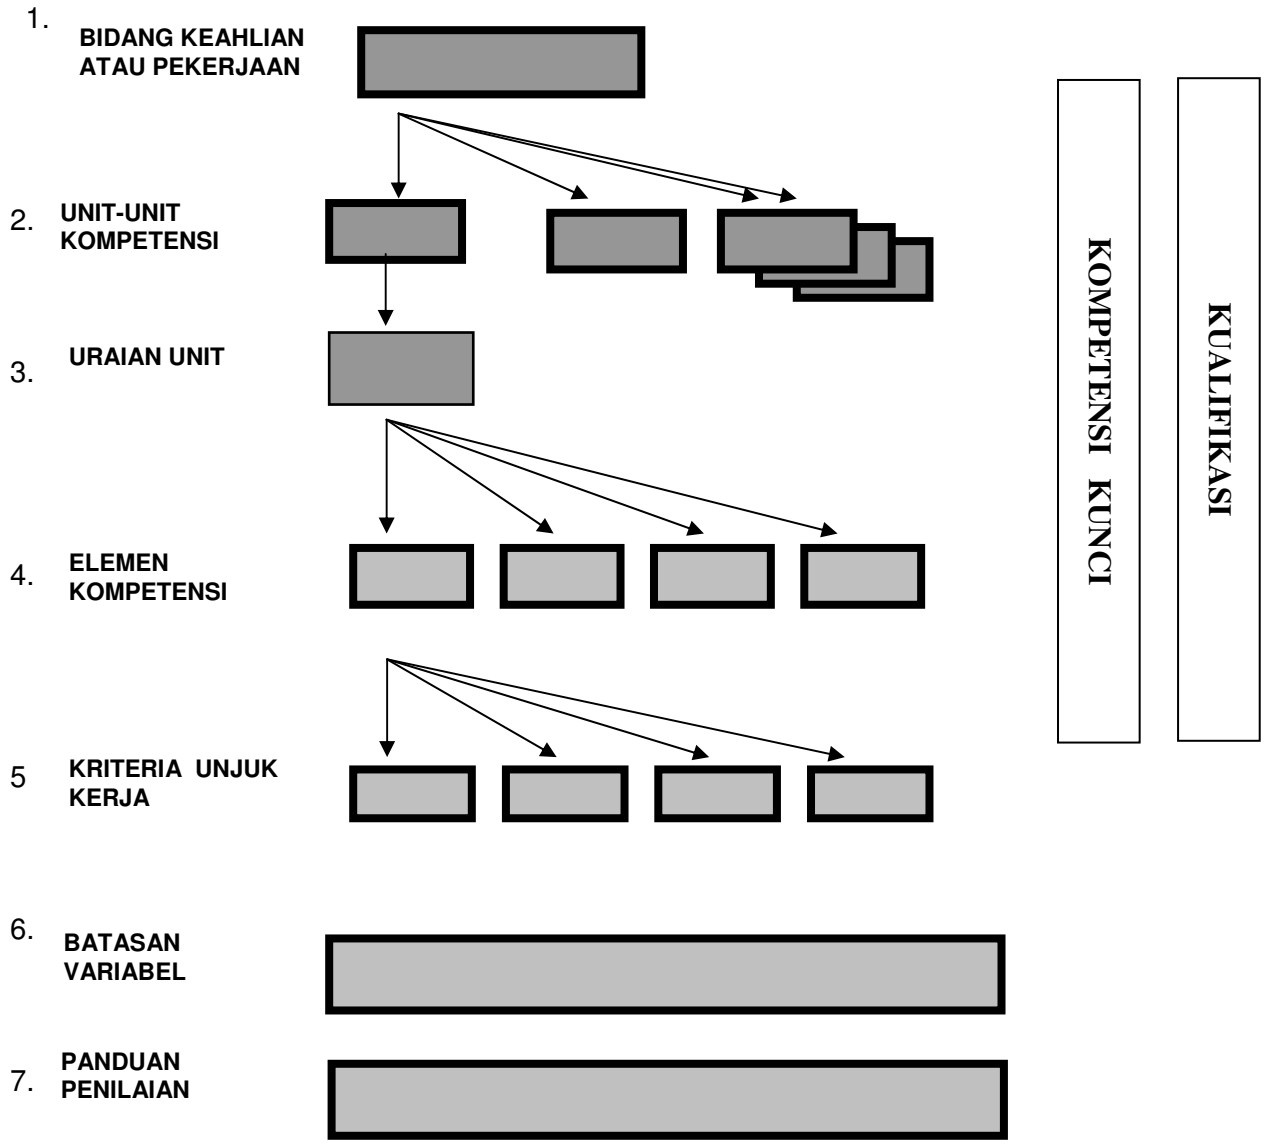 1.
BIDANG KEAHLIAN
ATAU PEKERJAAN
2.
UNIT-UNIT
KOMPETENSI
3.
URAIAN UNIT
4.
ELEMEN
KOMPETENSI
5
KRITERIA UNJUK
KERJA
6.
BATASAN
VARIABEL
7.
PANDUAN
PENILAIAN
KOMPETENSI KUNCI
KUALIFIKASI